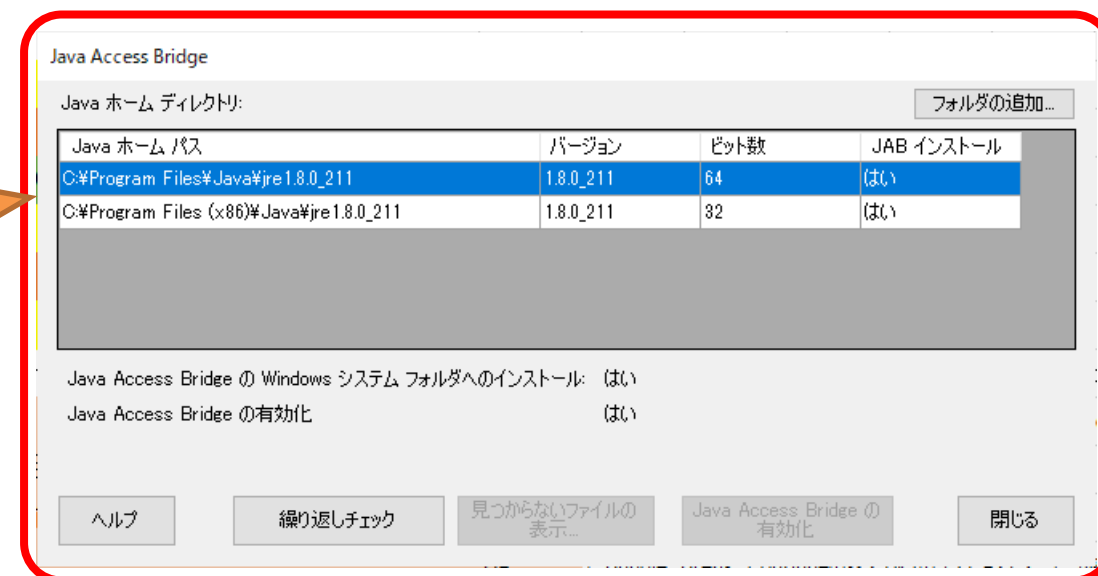 Java Access Bridge
Java ホーム ディレクトリ:
フォルダの追加...
Java ホーム パス バージョン ビット数 JAB インストール
C:¥Program Files¥Java¥jre1.8.0_211 1.8.0_211 64 はい
C:¥Program Files (x86)¥Java¥jre1.8.0_211 1.8.0_211 32 はい
Java Access Bridge の Windows システム フォルダへのインストール: はい
Java Access Bridge の有効化 はい
ヘルプ
繰り返しチェック
見つからないファイルの
表示...
Java Access Bridge の
有効化
閉じる